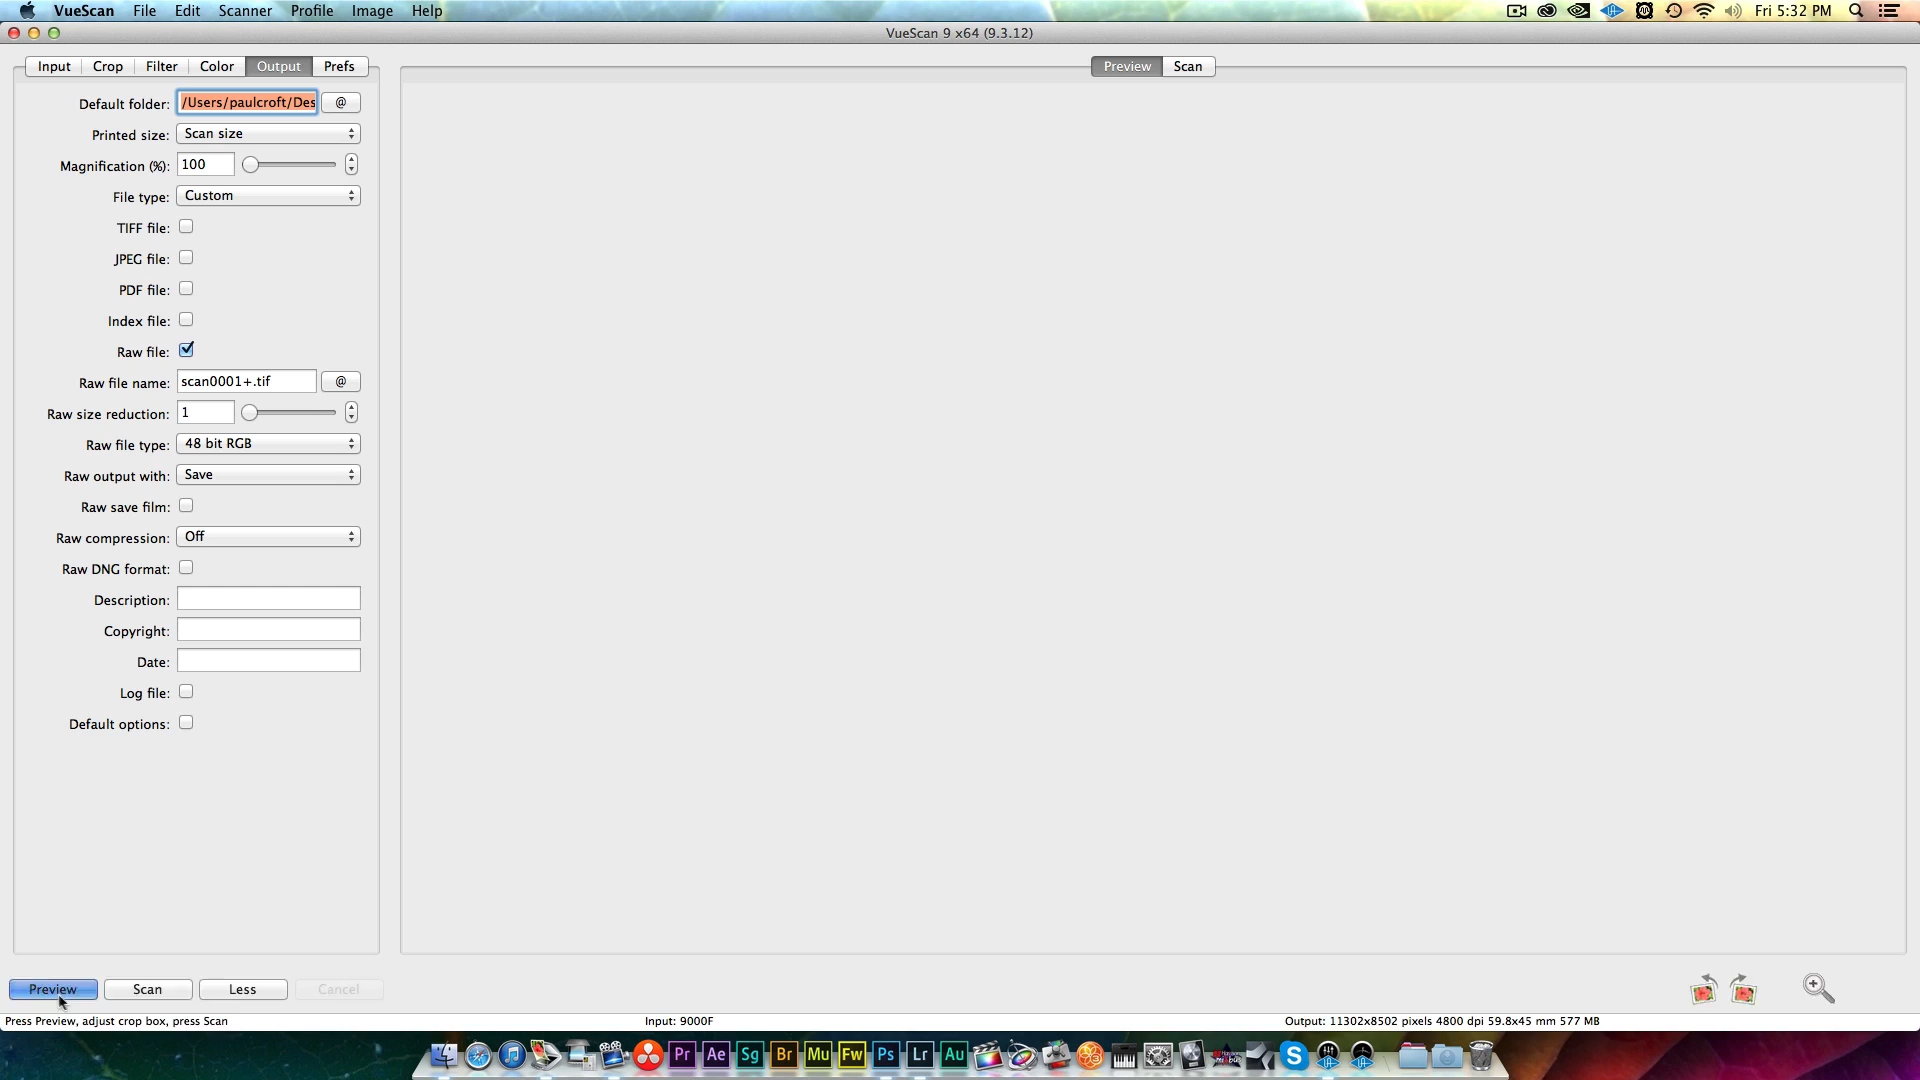 VueScan File Edit Scanner Profile Image Help Fri 5:32 PM
VueScan 9 x64 (9.3.12)
Input Crop Filter Color Output Prefs Preview Scan
Default folder: /Users/paulcroft/Des @
Printed size: Scan size
Magnification (%): 100
File type: Custom
TIFF file:
JPEG file:
PDF file:
Index file:
Raw file:
Raw file name: scan0001+.tif @
Raw size reduction: 1
Raw file type: 48 bit RGB
Raw output with: Save
Raw save film:
Raw compression: Off
Raw DNG format:
Description:
Copyright:
Date:
Log file:
Default options:
Preview Scan Less Cancel
Press Preview, adjust crop box, press Scan Input: 9000F Output: 11302x8502 pixels 4800 dpi 59.8x45 mm 577 MB
Pr Ae Sg Br Mu Fw Ps Lr Au S